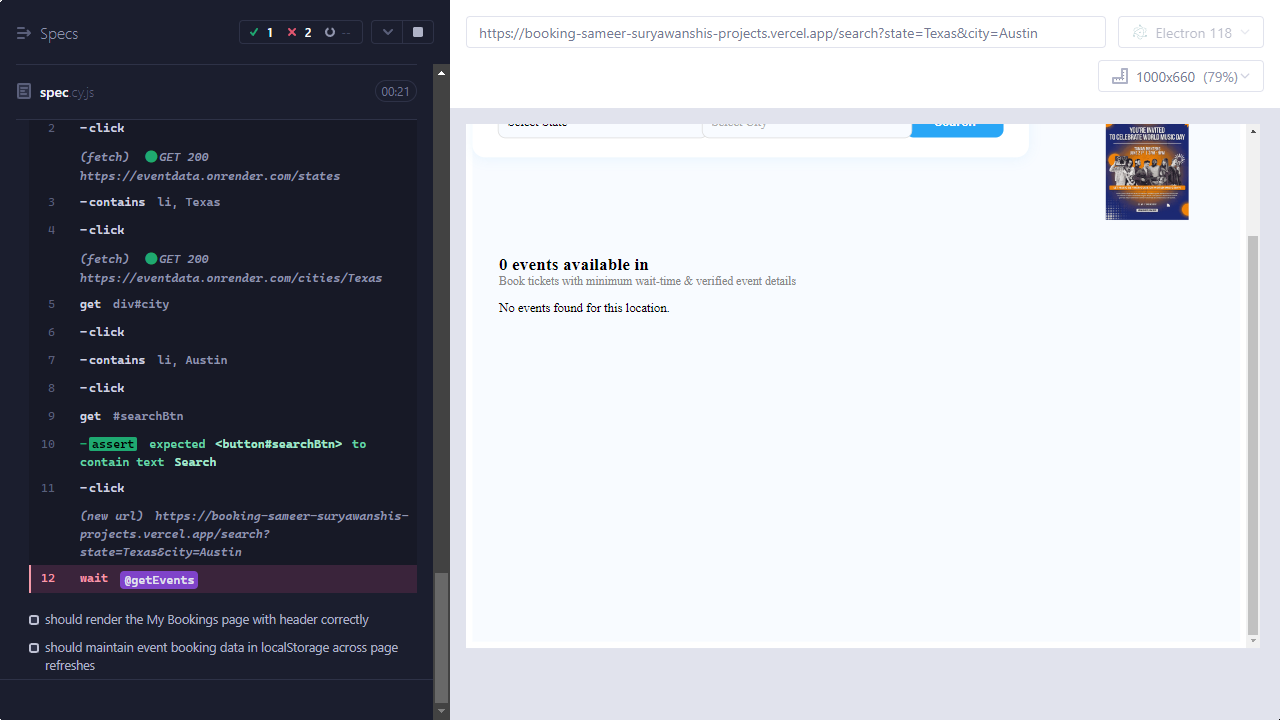 Specs
1
2
--
spec.cy.js
00:21
2 -click
(fetch) GET 200
https://eventdata.onrender.com/states
3 -contains li, Texas
4 -click
(fetch) GET 200
https://eventdata.onrender.com/cities/Texas
5 get div#city
6 -click
7 -contains li, Austin
8 -click
9 get #searchBtn
10 -assert expected <button#searchBtn> to
contain text Search
11 -click
(new url) https://booking-sameer-suryawanshis-
projects.vercel.app/search?
state=Texas&city=Austin
12 wait @getEvents
should render the My Bookings page with header correctly
should maintain event booking data in localStorage across page
refreshes
https://booking-sameer-suryawanshis-projects.vercel.app/search?state=Texas&city=Austin
Electron 118
1000x660 (79%)
Select State
Select City
Search
YOU'RE INVITED
TO CELEBRATE WORLD MUSIC DAY
0 events available in
Book tickets with minimum wait-time & verified event details
No events found for this location.